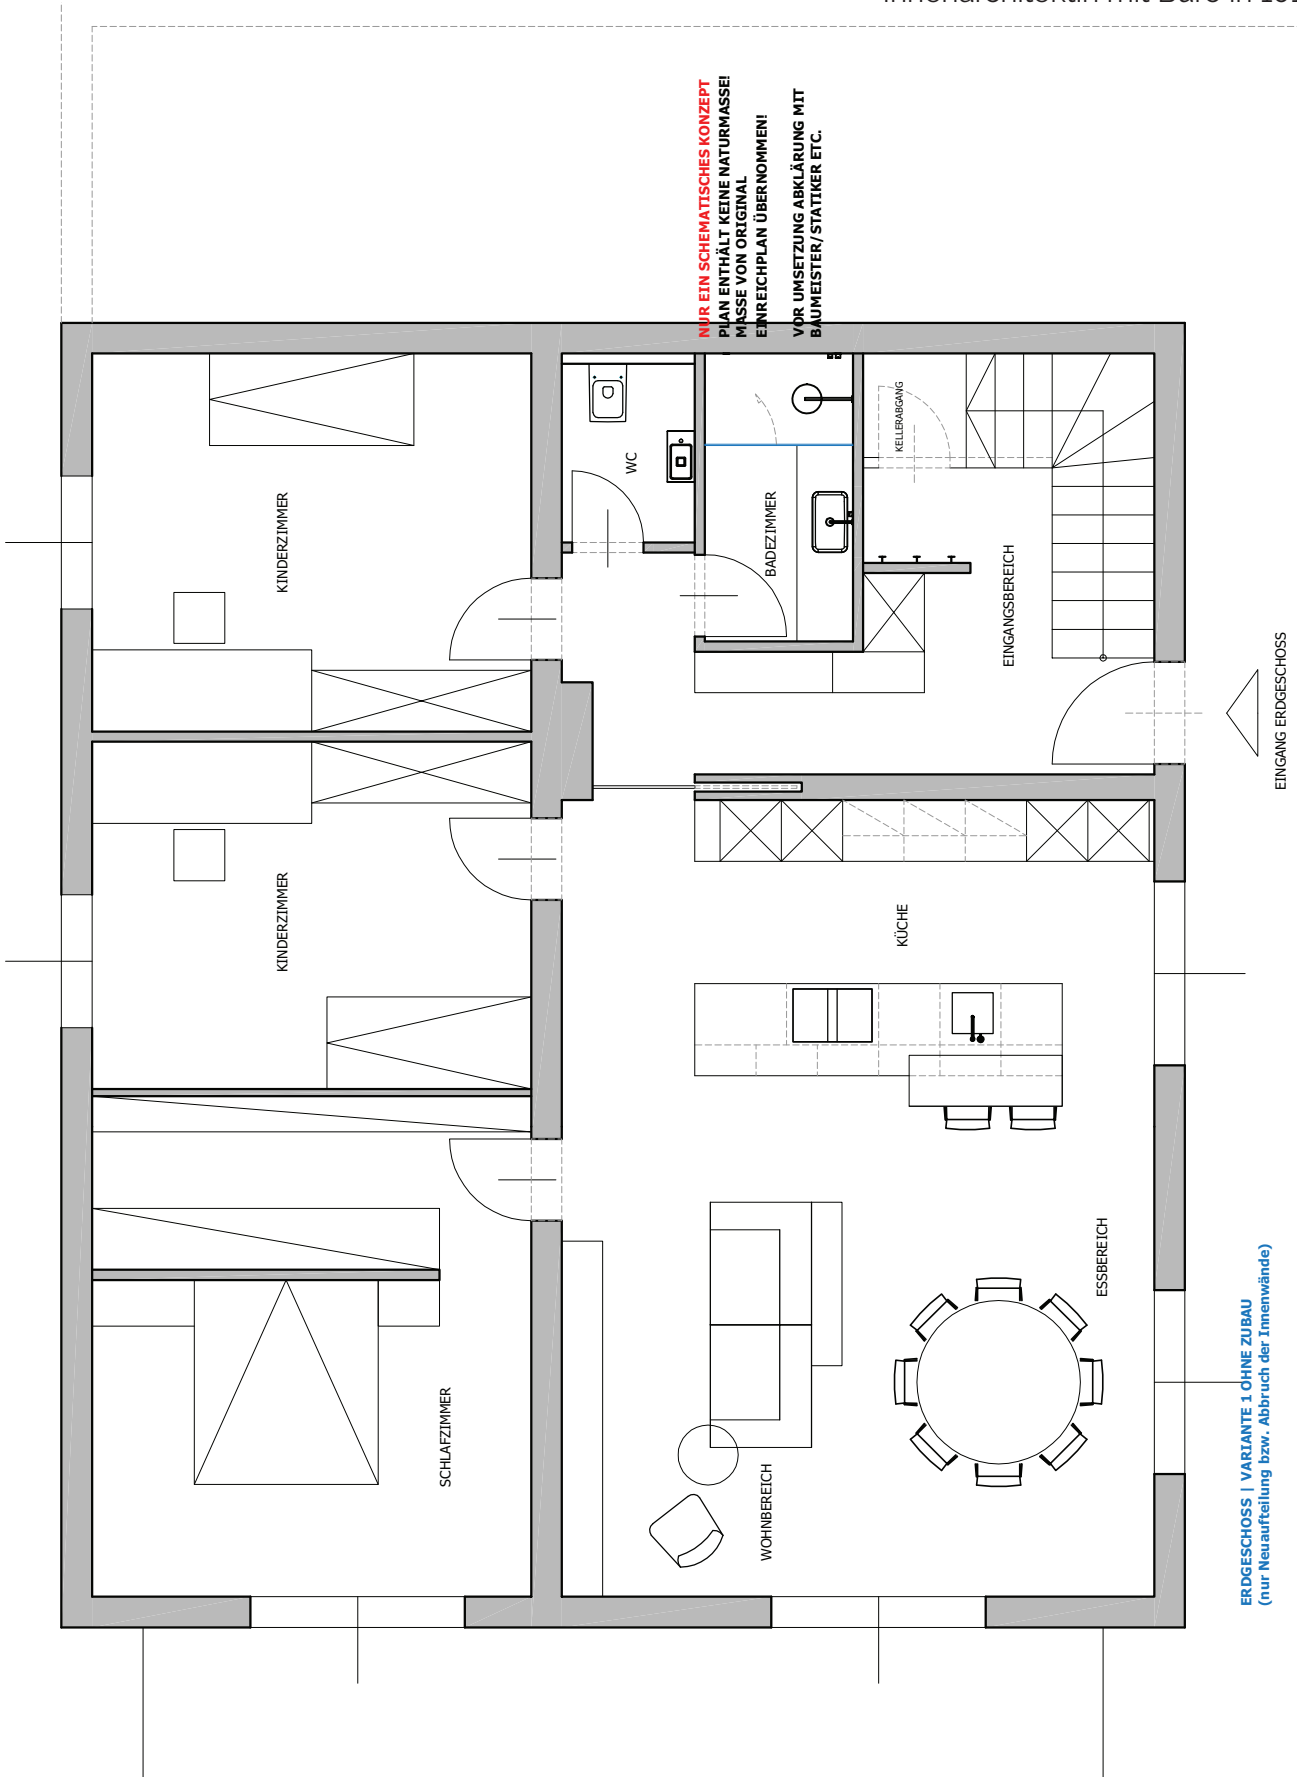 NUR EIN SCHEMATISCHES KONZEPT
PLAN ENTHÄLT KEINE NATURMASSE!
MASSE VON ORIGINAL
EINREICHPLAN ÜBERNOMMEN!
VOR UMSETZUNG ABKLÄRUNG MIT
BAUMEISTER/STATIKER ETC.
KINDERZIMMER
WC
BADEZIMMER
KELLERABGANG
EINGANGSBEREICH
EINGANG ERDGESCHOSS
KINDERZIMMER
KÜCHE
SCHLAFZIMMER
WOHNBEREICH
ESSBEREICH
ERDGESCHOSS | VARIANTE 1 OHNE ZUBAU
(nur Neuaufteilung bzw. Abbruch der Innenwände)